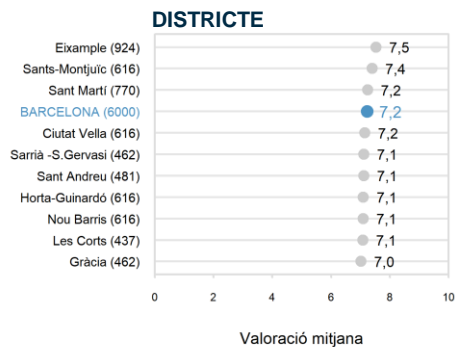 DISTRICTE
Eixample (924) 7,5
Sants-Montjuïc (616) 7,4
Sant Martí (770) 7,2
BARCELONA (6000) 7,2
Ciutat Vella (616) 7,2
Sarrià -S.Gervasi (462) 7,1
Sant Andreu (481) 7,1
Horta-Guinardó (616) 7,1
Nou Barris (616) 7,1
Les Corts (437) 7,1
Gràcia (462) 7,0
0 2 4 6 8 10
Valoració mitjana